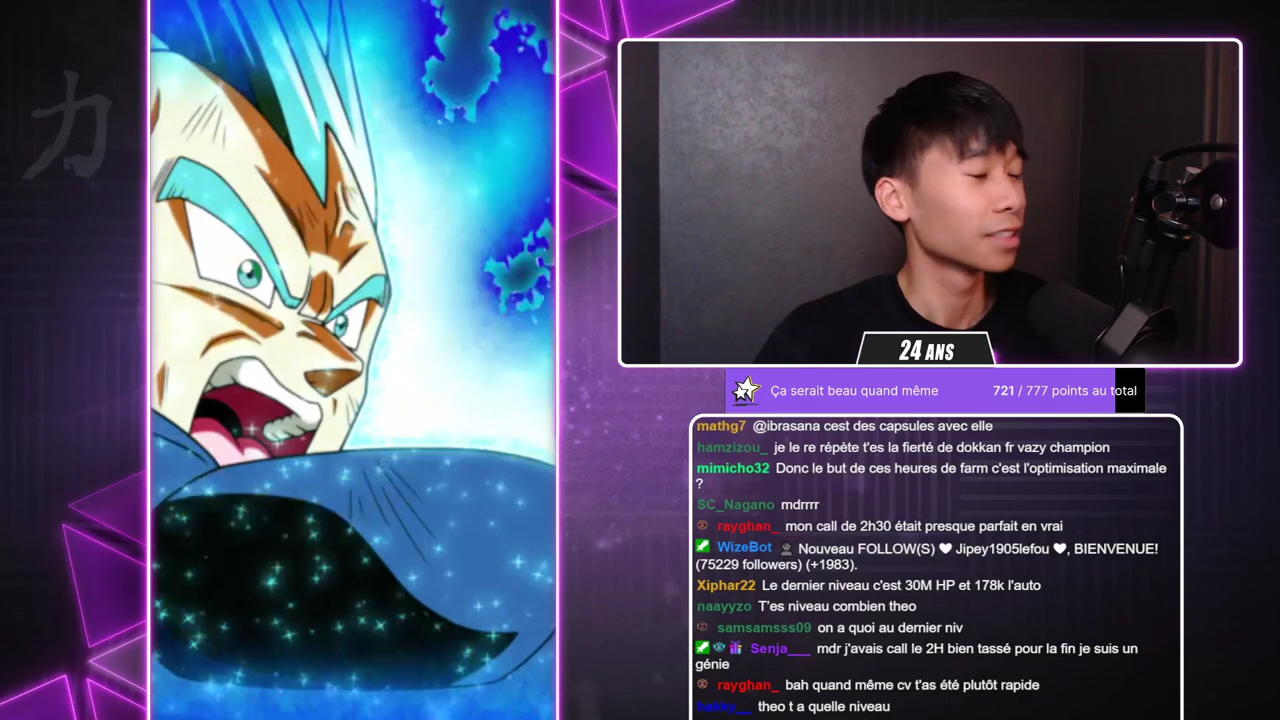 力
24 ANS
Ça serait beau quand même 721 / 777 points au total
mathg7 @ibrasana cest des capsules avec elle
hamzizou_ je le re répète t'es la fierté de dokkan fr vazy champion
mimicho32 Donc le but de ces heures de farm c'est l'optimisation maximale
?
SC_Nagano mdrrrr
rayghan_ mon call de 2h30 était presque parfait en vrai
WizeBot Nouveau FOLLOW(S) ♥ Jipey1905lefou ♥, BIENVENUE!
(75229 followers) (+1983).
Xiphar22 Le dernier niveau c'est 30M HP et 178k l'auto
naayyzo T'es niveau combien theo
samsamsss09 on a quoi au dernier niv
Senja___ mdr j'avais call le 2H bien tassé pour la fin je suis un
génie
rayghan_ bah quand même cv t'as été plutôt rapide
theo t a quelle niveau